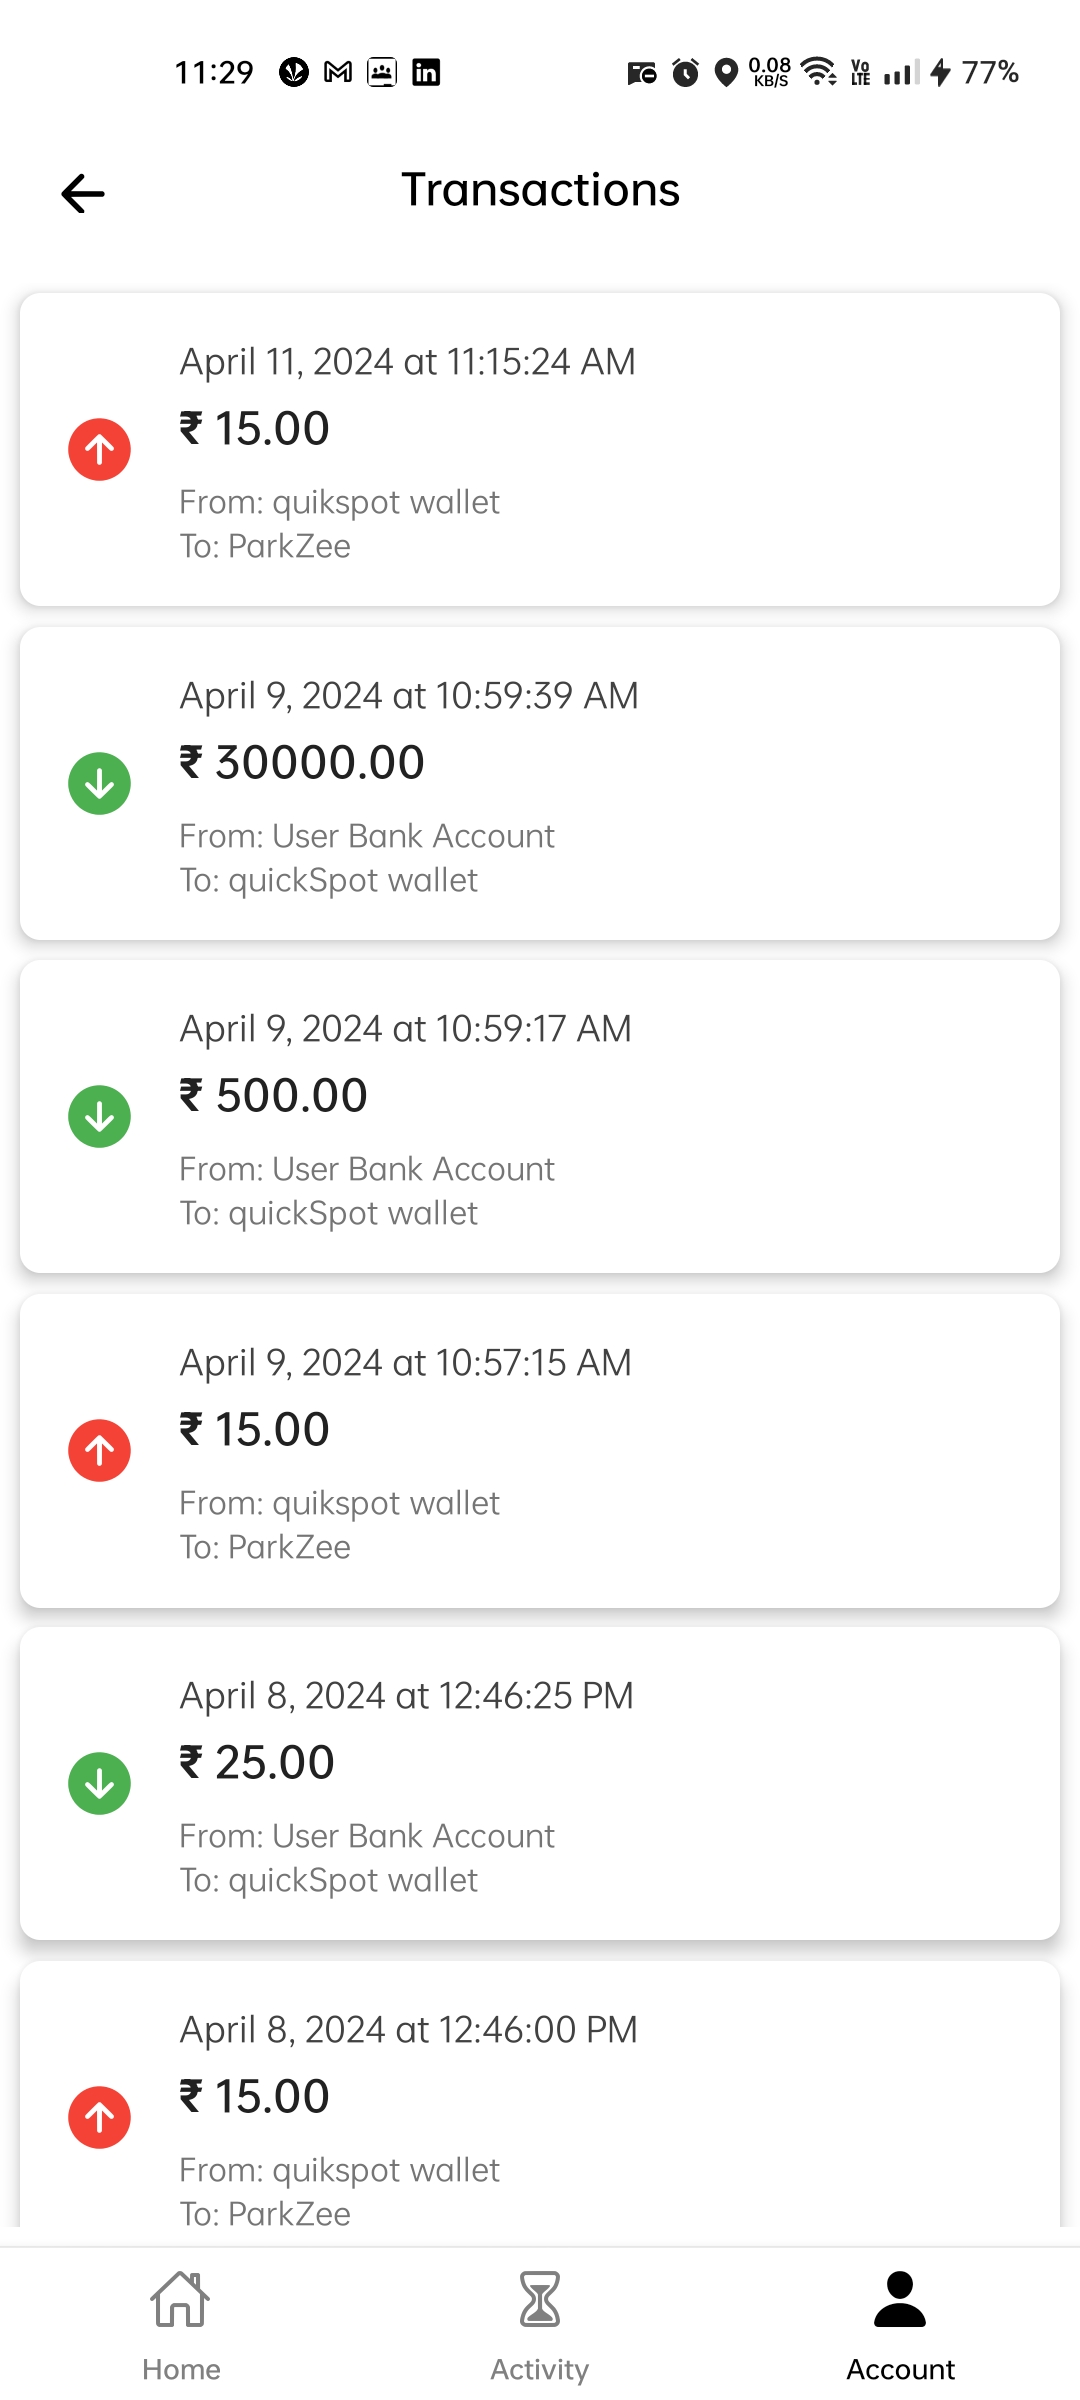 11:29 0.08 KB/S Vo LTE 77%
Transactions
April 11, 2024 at 11:15:24 AM
₹ 15.00
From: quikspot wallet
To: ParkZee
April 9, 2024 at 10:59:39 AM
₹ 30000.00
From: User Bank Account
To: quickSpot wallet
April 9, 2024 at 10:59:17 AM
₹ 500.00
From: User Bank Account
To: quickSpot wallet
April 9, 2024 at 10:57:15 AM
₹ 15.00
From: quikspot wallet
To: ParkZee
April 8, 2024 at 12:46:25 PM
₹ 25.00
From: User Bank Account
To: quickSpot wallet
April 8, 2024 at 12:46:00 PM
₹ 15.00
From: quikspot wallet
To: ParkZee
Home Activity Account